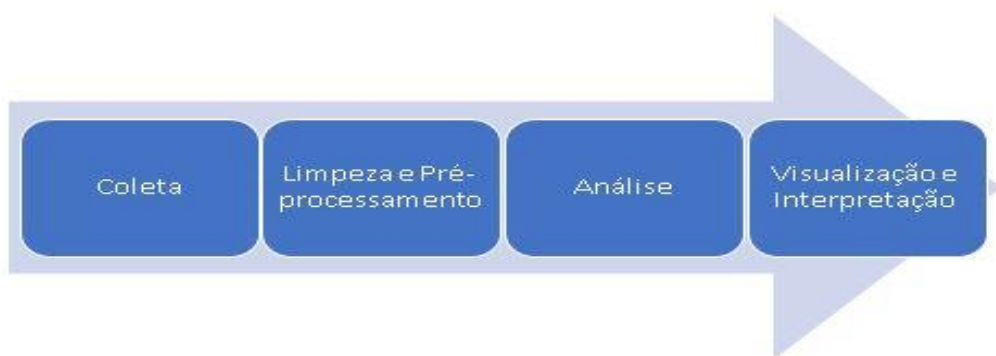 Coleta
Limpeza e Pré-
processamento
Análise
Visualização e
Interpretação